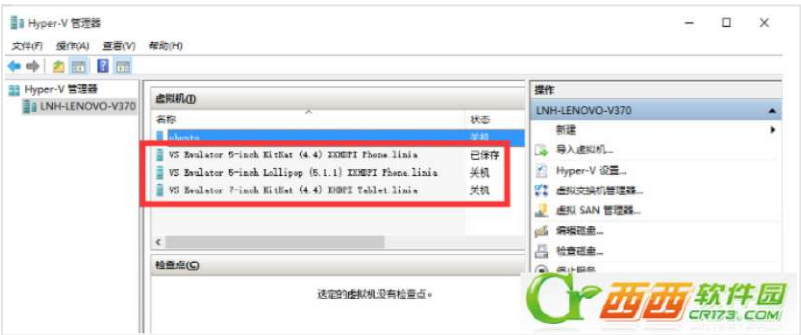 Hyper-V 管理器
文件(F) 操作(A) 查看(V) 帮助(H)
Hyper-V 管理器
LNH-LENOVO-V370
虚拟机(I)
名称 状态
ubuntu 关机
VS Emulator 5-inch KitKat (4.4) XXHDPI Phone.linia 已保存
VS Emulator 5-inch Lollipop (5.1.1) XXHDPI Phone.linia 关机
VS Emulator 7-inch KitKat (4.4) XHDPI Tablet.linia 关机
检查点(C)
选定的虚拟机没有检查点。
操作
LNH-LENOVO-V370
新建
导入虚拟机...
Hyper-V 设置...
虚拟交换机管理器...
虚拟 SAN 管理器...
编辑磁盘...
检查磁盘...
停止服务
西西软件园
CR173.COM